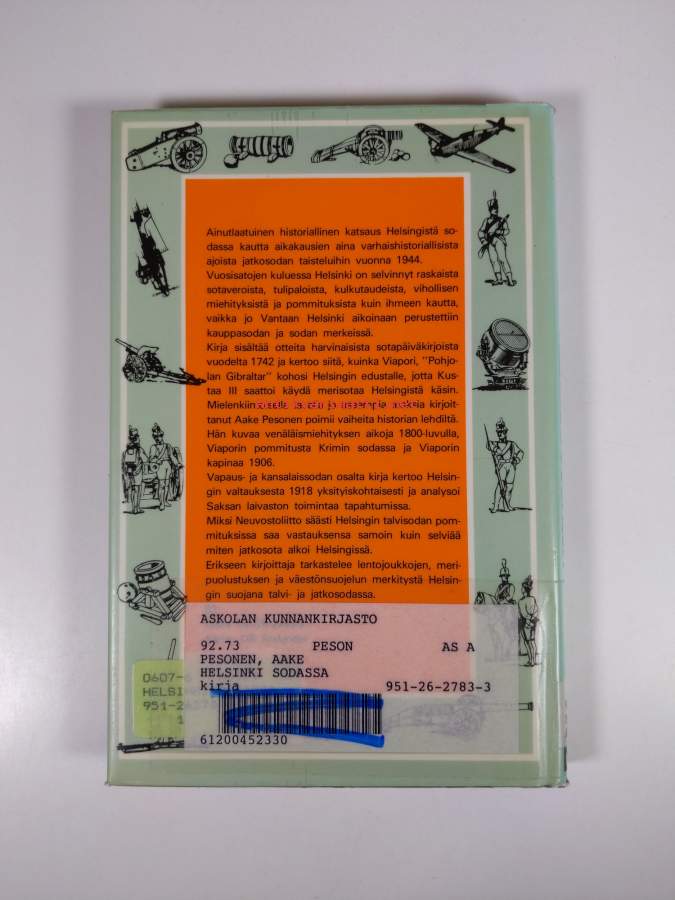 Ainutlaatuinen historiallinen katsaus Helsingistä so-
dassa kautta aikakausien aina varhaishistoriallisista
ajoista jatkosodan taisteluihin vuonna 1944.
Vuosisatojen kuluessa Helsinki on selvinnyt raskaista
sotaveroista, tulipaloista, kulkutaudeista, vihollisen
miehityksistä ja pommituksista kuin ihmeen kautta,
vaikka jo Vantaan Helsinki aikoinaan perustettiin
kauppasodan ja sodan merkeissä.
Kirja sisältää otteita harvinaisista sotapäiväkirjoista
vuodelta 1742 ja kertoo siitä, kuinka Viapori, "Pohjo-
lan Gibraltar" kohosi Helsingin edustalle, jotta Kus-
taa III saattoi käydä merisotaa Helsingistä käsin.
kirjoit-
tanut Aake Pesonen poimii vaiheita historian lehdiltä.
Hän kuvaa venäläismiehityksen aikoja 1800-luvulla,
Viaporin pommitusta Krimin sodassa ja Viaporin
kapinaa 1906.
Vapaus- ja kansalaissodan osalta kirja kertoo Helsin-
gin valtauksesta 1918 yksityiskohtaisesti ja analysoi
Saksan laivaston toimintaa tapahtumissa.
Miksi Neuvostoliitto säästi Helsingin talvisodan pom-
mituksissa saa vastauksensa samoin kuin selviää
miten jatkosota alkoi Helsingissä.
Erikseen kirjoittaja tarkastelee lentojoukkojen, meri-
puolustuksen ja väestönsuojelun merkitystä Helsin-
gin suojana talvi- ja jatkosodassa.
ASKOLAN KUNNANKIRJASTO
92.73 PESON AS A
PESONEN, AAKE
HELSINKI SODASSA
kirja 951-26-2783-3
0607-
HELSIN
951-26
1
61200452330